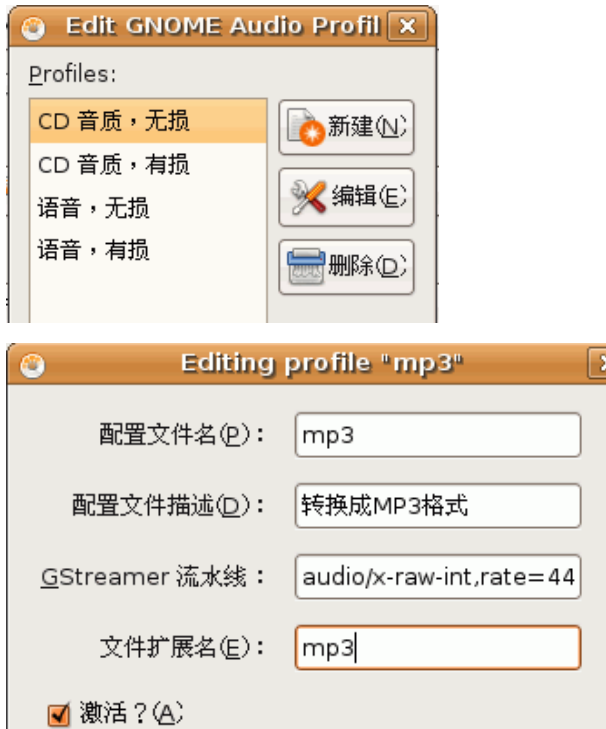 Edit GNOME Audio Profil
Profiles:
CD 音质，无损
CD 音质，有损
语音，无损
语音，有损
新建(N)
编辑(E)
删除(D)
Editing profile "mp3"
配置文件名(P)： mp3
配置文件描述(D)： 转换成MP3格式
GStreamer 流水线： audio/x-raw-int,rate=44
文件扩展名(E)： mp3
激活？(A)